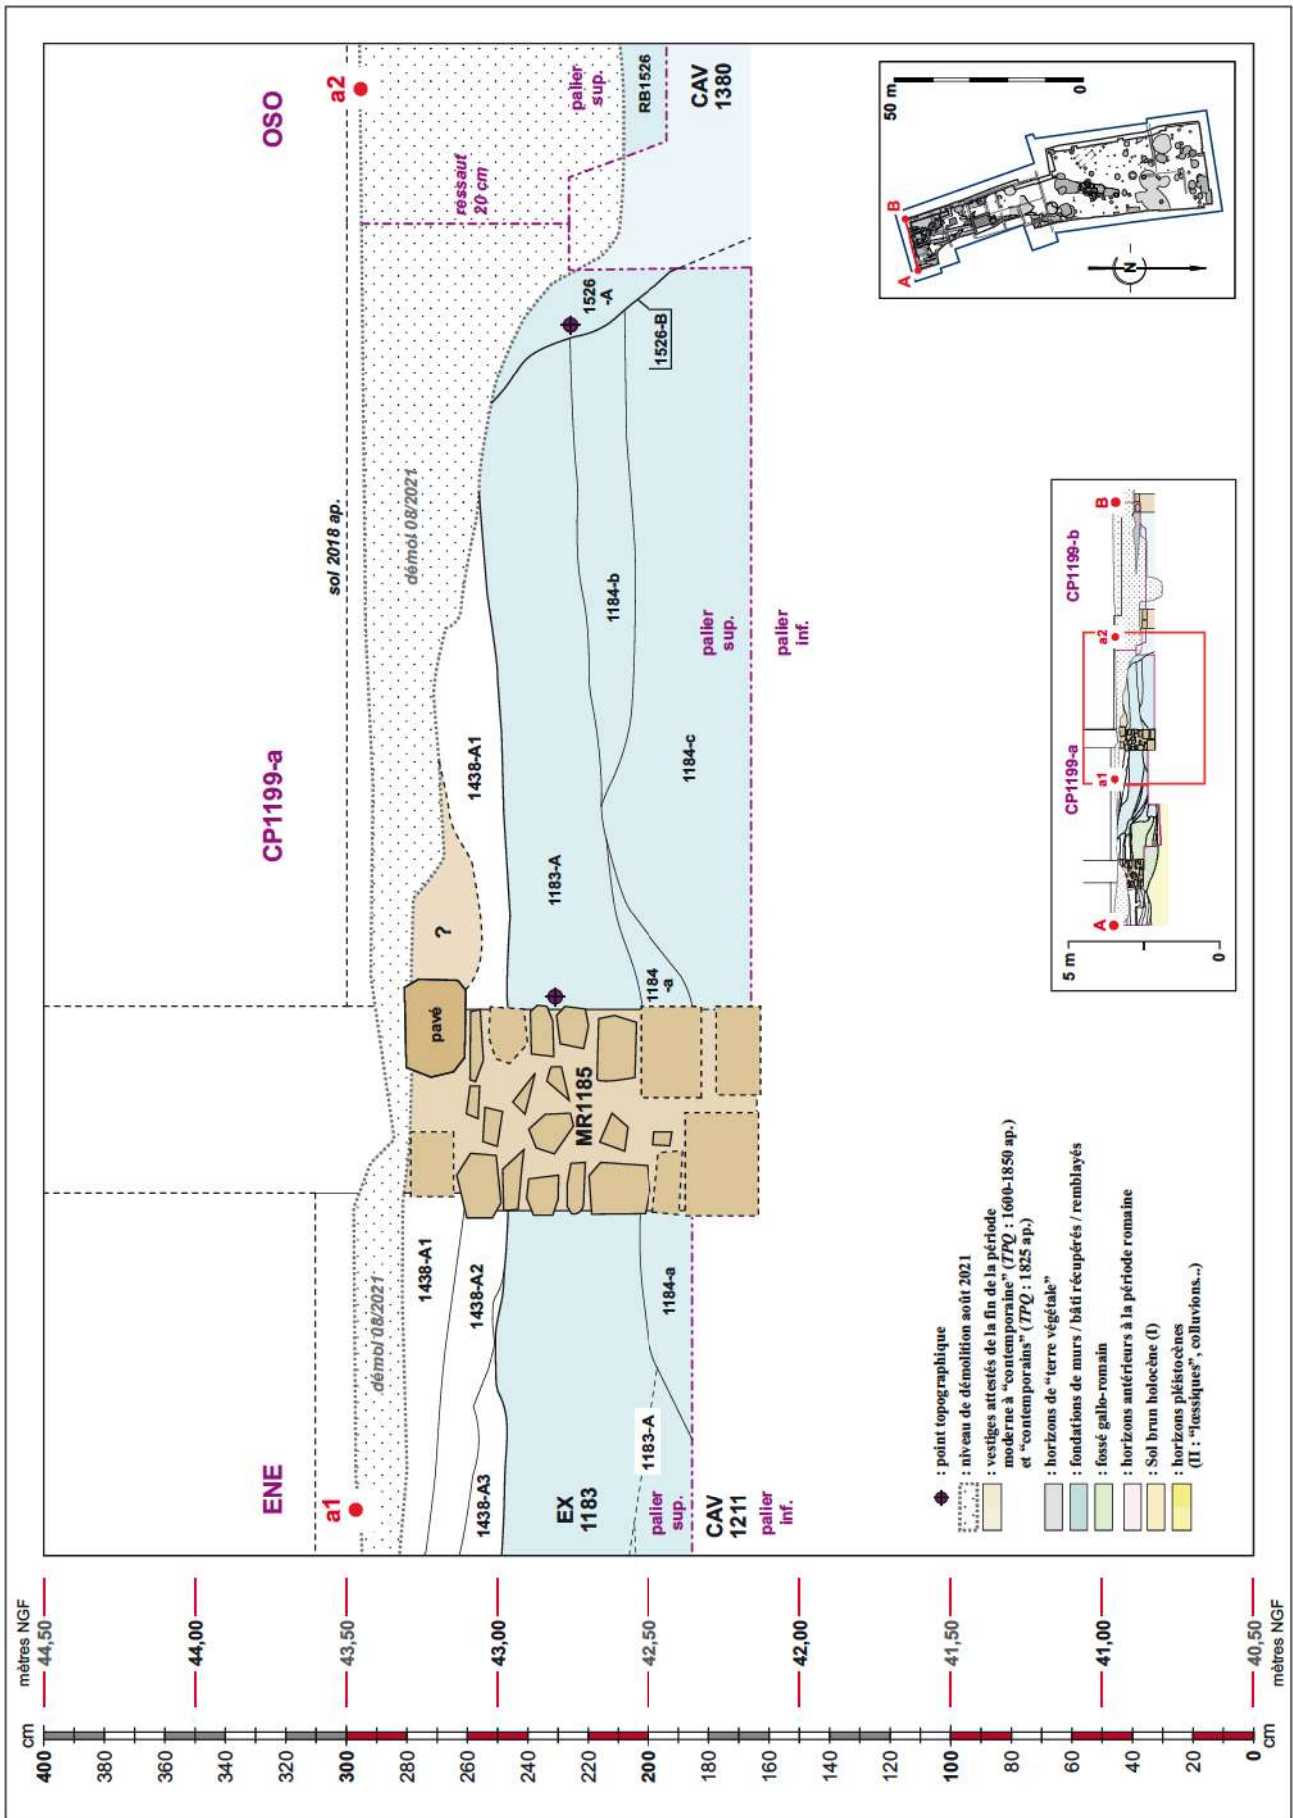 mètres NGF
44,50
44,00
43,50
43,00
42,50
42,00
41,50
41,00
40,50
mètres NGF
cm
400
380
360
340
320
300
280
260
240
220
200
180
160
140
120
100
80
60
40
20
0
cm
ENE
CP1199-a
OSO
a1
a2
sol 2018 ap.
ressaut
20 cm
démol 08/2021
démol 08/2021
1438-A1
1438-A2
1438-A3
EX
1183
1183-A
1184-a
palier
sup.
CAV
1211
palier
inf.
pavé
MR1185
?
1438-A1
1183-A
1184
-a
1184-b
1184-c
palier
sup.
palier
inf.
1526
-A
1526-B
palier
sup.
RB1526
CAV
1380
: point topographique
: niveau de démolition août 2021
: vestiges attestés de la fin de la période
moderne à “contemporaine” (TPQ : 1600-1850 ap.)
et “contemporains” (TPQ : 1825 ap.)
: horizons de “terre végétale”
: fondations de murs / bâti récupérés / remblayés
: fossé gallo-romain
: horizons antérieurs à la période romaine
: Sol brun holocène (I)
: horizons pléistocènes
(II : “lœssiques”, colluvions...)
5 m
0
A
CP1199-a
a1
a2
CP1199-b
B
A
B
N
50 m
0